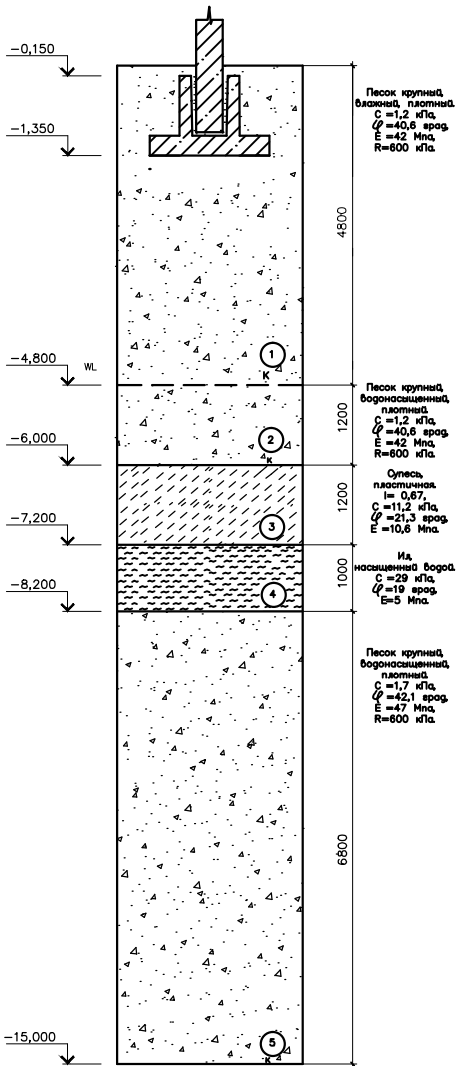 -0,150
-1,350
Песок крупный,
влажный, плотный.
C =1,2 кПа,
φ =40,6 град,
E =42 Мпа,
R=600 кПа.
4800
1
К
-4,800
WL
Песок крупный,
водонасыщенный,
плотный.
C =1,2 кПа,
φ =40,6 град,
E =42 Мпа,
R=600 кПа.
1200
2
К
-6,000
Супесь,
пластичная.
I= 0,67,
C =11,2 кПа,
φ =21,3 град,
E =10,6 Мпа.
1200
3
-7,200
Ил,
насыщенный водой.
C =29 кПа,
φ =19 град,
E=5 Мпа.
1000
4
-8,200
Песок крупный,
водонасыщенный,
плотный.
C =1,7 кПа,
φ =42,1 град,
E =47 Мпа,
R=600 кПа.
6800
5
К
-15,000